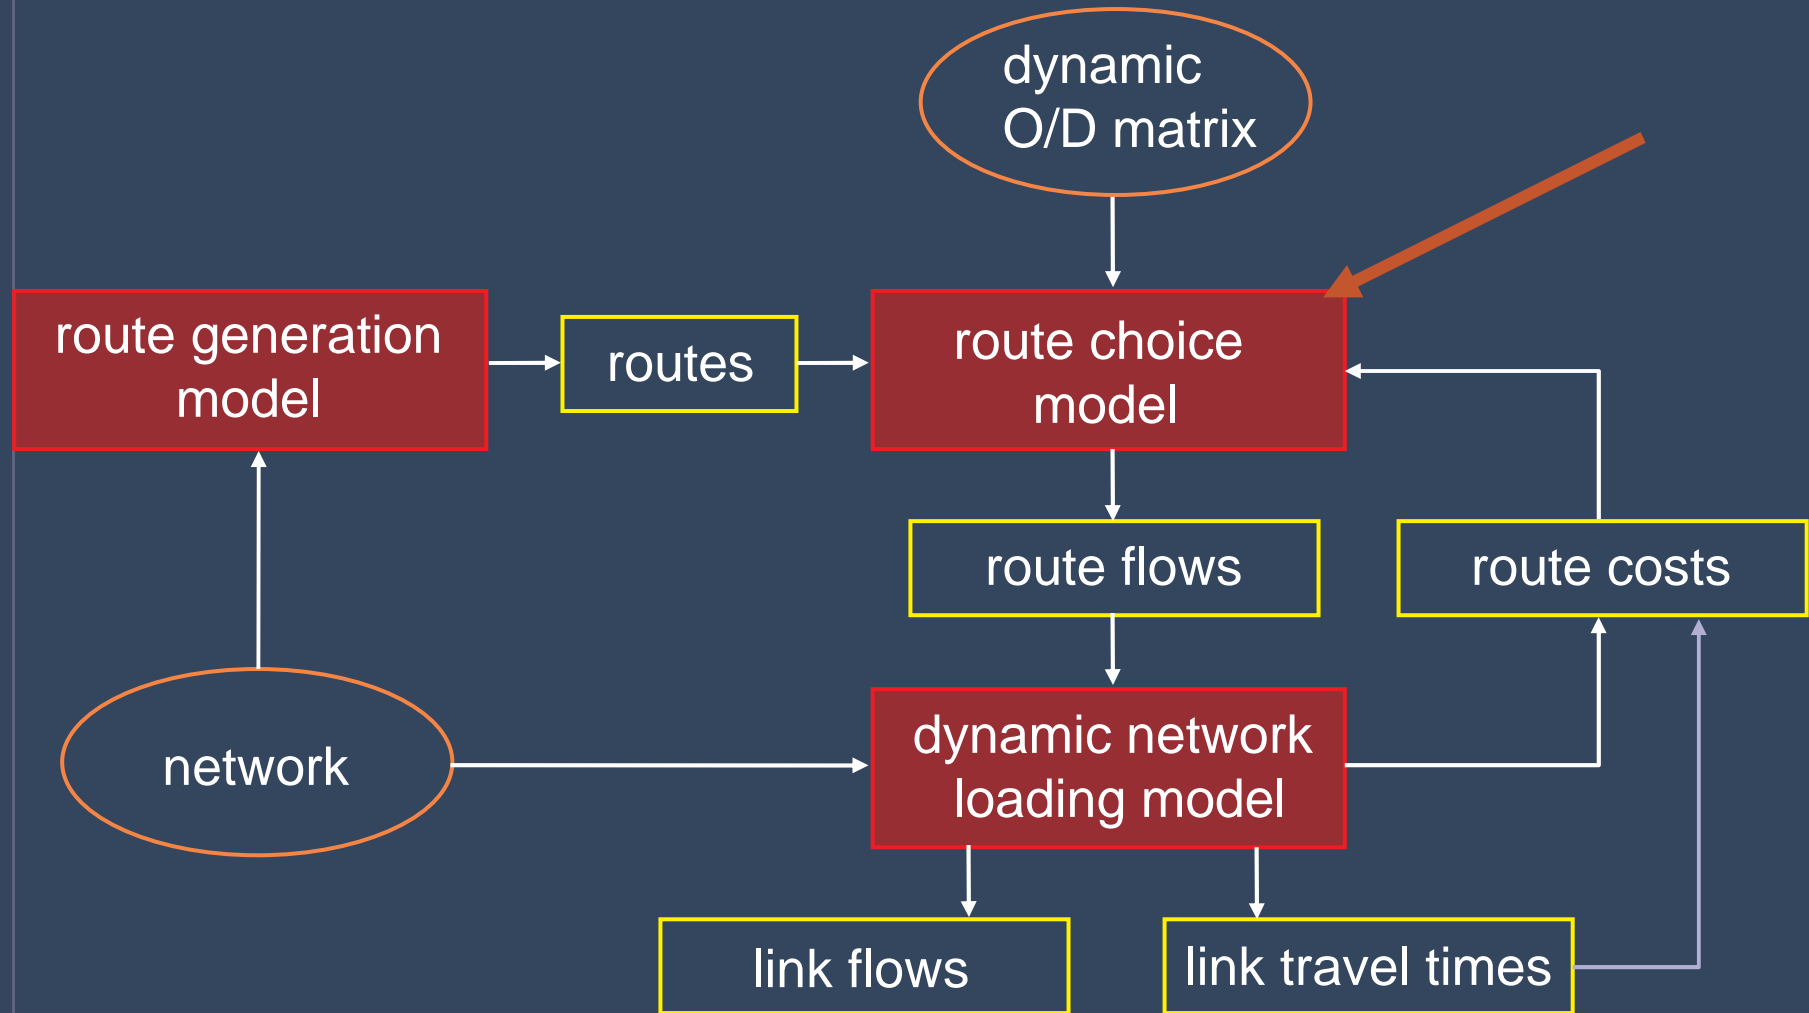 dynamic
O/D matrix
route generation
model
routes
route choice
model
route flows
route costs
network
dynamic network
loading model
link flows
link travel times